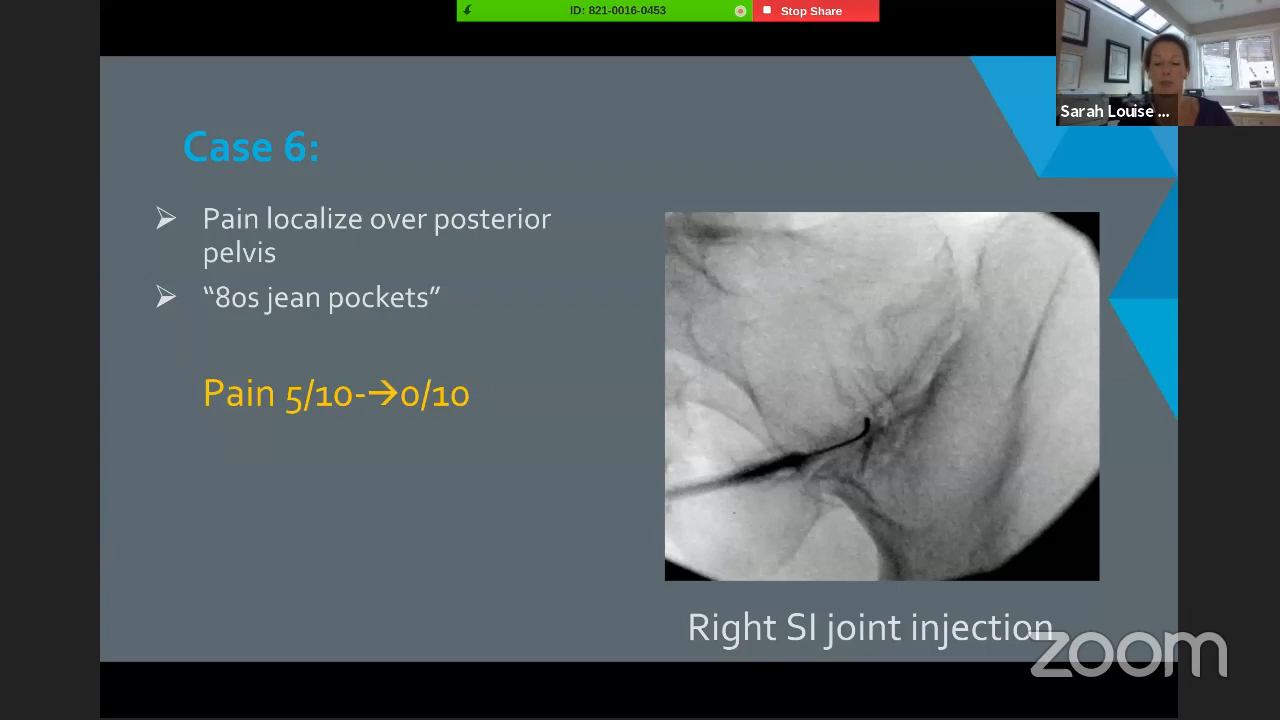 ID: 821-0016-0453
Stop Share
Sarah Louise ...
Case 6:
Pain localize over posterior
pelvis
“80s jean pockets”
Pain 5/10-→0/10
Right SI joint injection
zoom